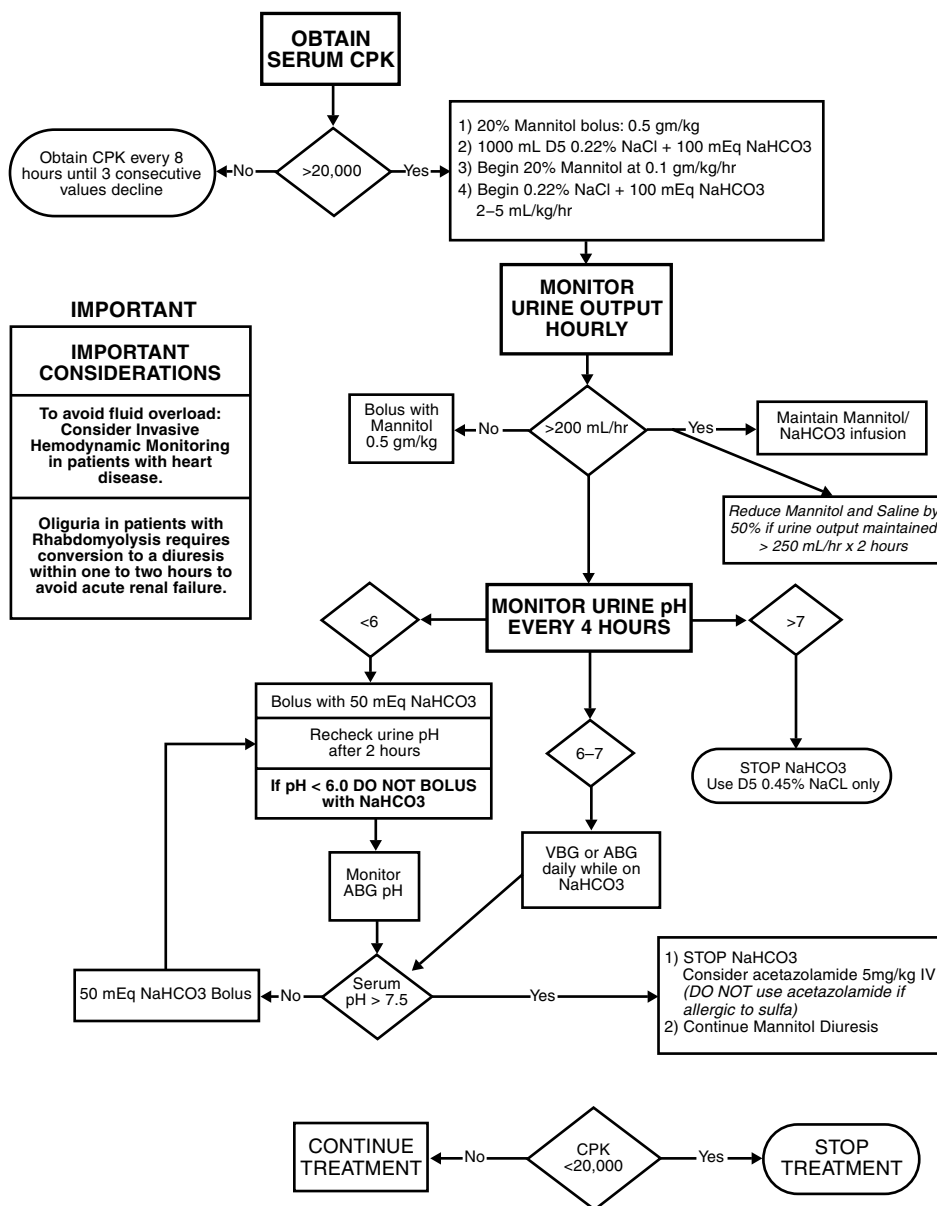 OBTAIN
SERUM CPK
>20,000
No
Yes
Obtain CPK every 8
hours until 3 consecutive
values decline
1) 20% Mannitol bolus: 0.5 gm/kg
2) 1000 mL D5 0.22% NaCl + 100 mEq NaHCO3
3) Begin 20% Mannitol at 0.1 gm/kg/hr
4) Begin 0.22% NaCl + 100 mEq NaHCO3
2–5 mL/kg/hr
MONITOR
URINE OUTPUT
HOURLY
IMPORTANT
IMPORTANT
CONSIDERATIONS
To avoid fluid overload:
Consider Invasive
Hemodynamic Monitoring
in patients with heart
disease.
Oliguria in patients with
Rhabdomyolysis requires
conversion to a diuresis
within one to two hours to
avoid acute renal failure.
Bolus with
Mannitol
0.5 gm/kg
No
>200 mL/hr
Yes
Maintain Mannitol/
NaHCO3 infusion
Reduce Mannitol and Saline by
50% if urine output maintained
> 250 mL/hr x 2 hours
<6
MONITOR URINE pH
EVERY 4 HOURS
>7
Bolus with 50 mEq NaHCO3
Recheck urine pH
after 2 hours
If pH < 6.0 DO NOT BOLUS
with NaHCO3
6–7
STOP NaHCO3
Use D5 0.45% NaCL only
Monitor
ABG pH
VBG or ABG
daily while on
NaHCO3
50 mEq NaHCO3 Bolus
No
Serum
pH > 7.5
Yes
1) STOP NaHCO3
Consider acetazolamide 5mg/kg IV
(DO NOT use acetazolamide if
allergic to sulfa)
2) Continue Mannitol Diuresis
CONTINUE
TREATMENT
No
CPK
<20,000
Yes
STOP
TREATMENT